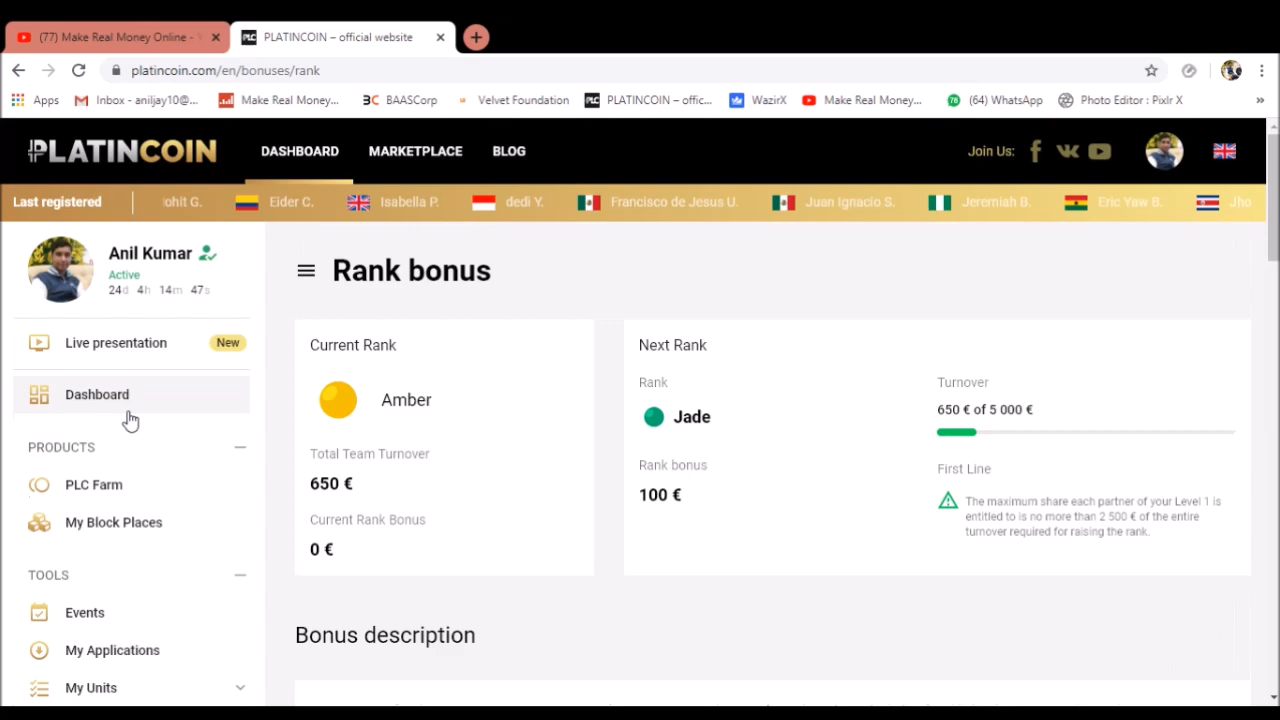 (77) Make Real Money Online -
PLATINCOIN – official website
platincoin.com/en/bonuses/rank
Apps
Inbox - aniljay10@...
Make Real Money...
BAASCorp
Velvet Foundation
PLATINCOIN – offic...
WazirX
Make Real Money...
(64) WhatsApp
Photo Editor : Pixlr X
»
PLATINCOIN
DASHBOARD
MARKETPLACE
BLOG
Join Us:
Last registered
ohit G.
Eider C.
Isabella P.
dedi Y.
Francisco de Jesus U.
Juan Ignacio S.
Jeremiah B.
Eric Yaw B.
Jho
Anil Kumar
Active
24d 4h 14m 47s
Live presentation New
Dashboard
PRODUCTS
PLC Farm
My Block Places
TOOLS
Events
My Applications
My Units
Rank bonus
Current Rank
Amber
Total Team Turnover
650 €
Current Rank Bonus
0 €
Next Rank
Rank
Jade
Rank bonus
100 €
Turnover
650 € of 5 000 €
First Line
The maximum share each partner of your Level 1 is
entitled to is no more than 2 500 € of the entire
turnover required for raising the rank.
Bonus description